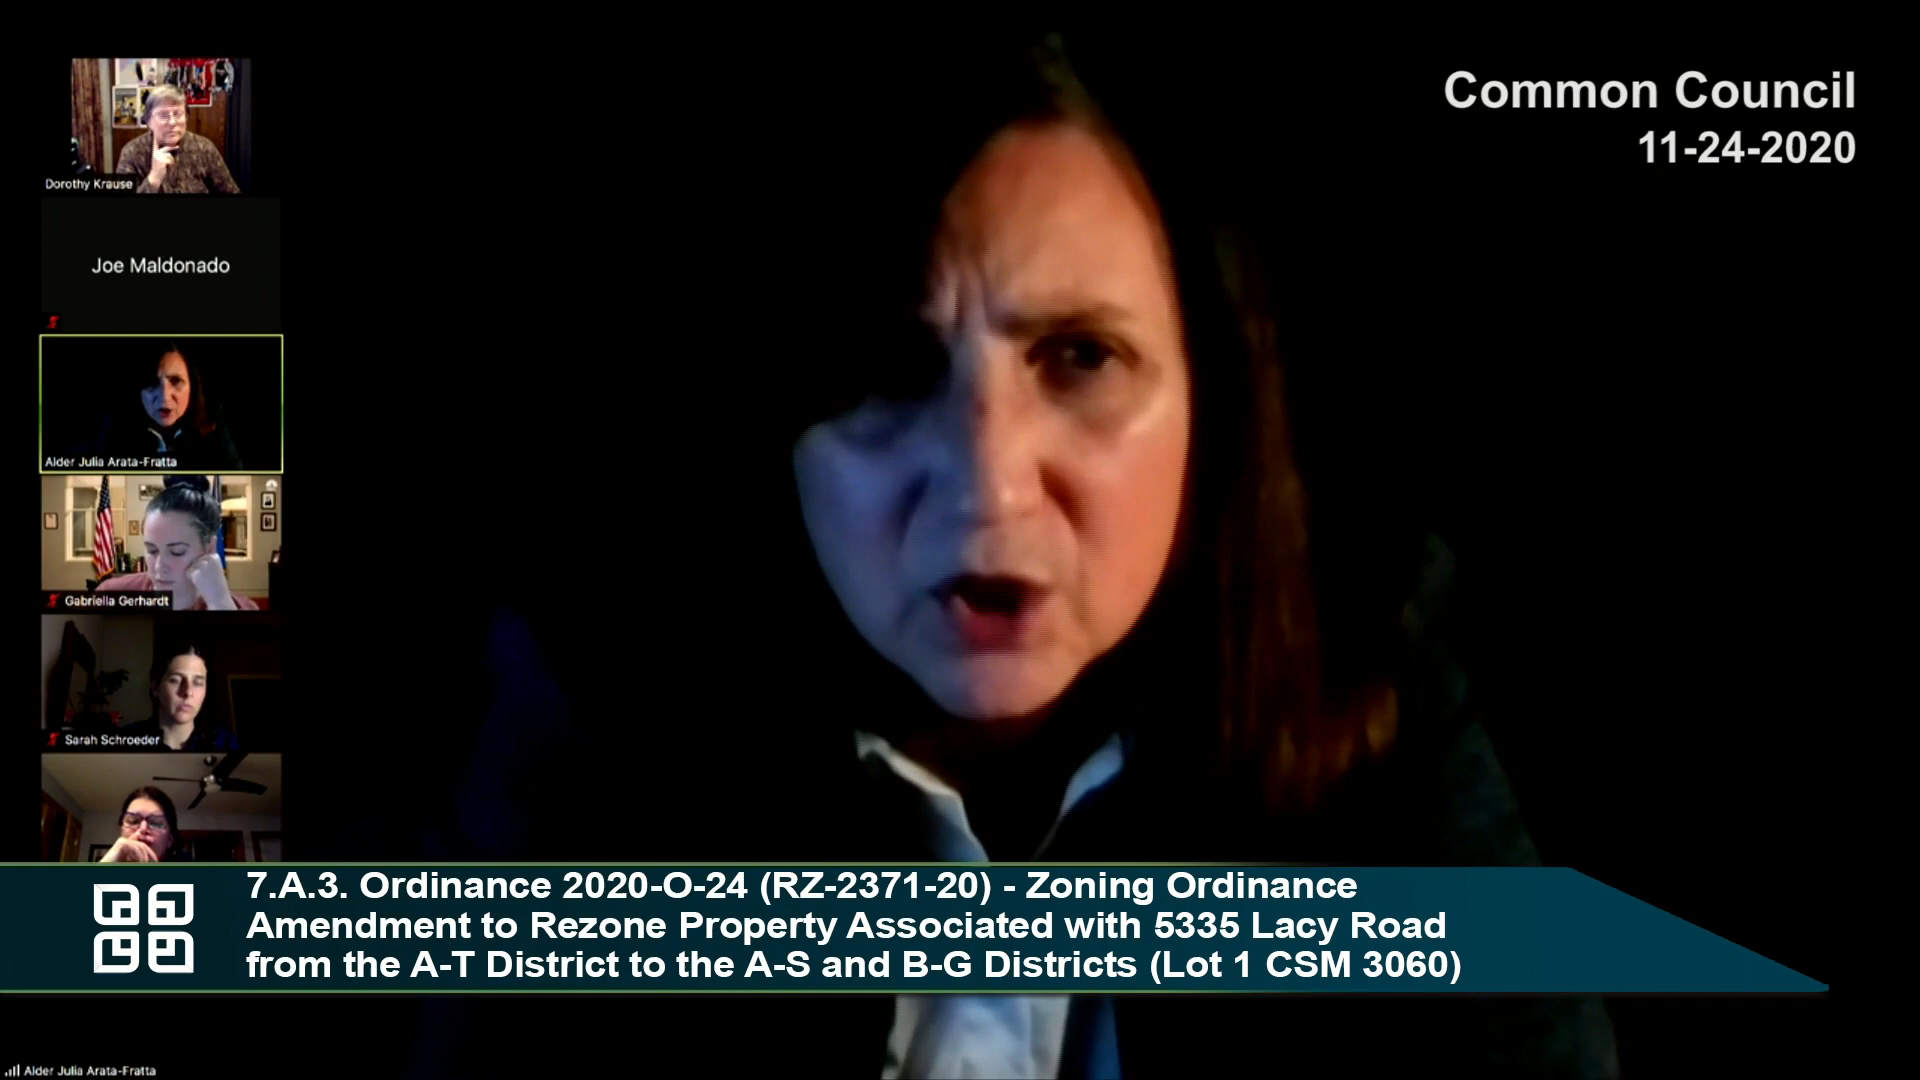 Common Council
11-24-2020
Dorothy Krause
Joe Maldonado
Alder Julia Arata-Fratta
Gabriella Gerhardt
Sarah Schroeder
7.A.3. Ordinance 2020-O-24 (RZ-2371-20) - Zoning Ordinance
Amendment to Rezone Property Associated with 5335 Lacy Road
from the A-T District to the A-S and B-G Districts (Lot 1 CSM 3060)
Alder Julia Arata-Fratta